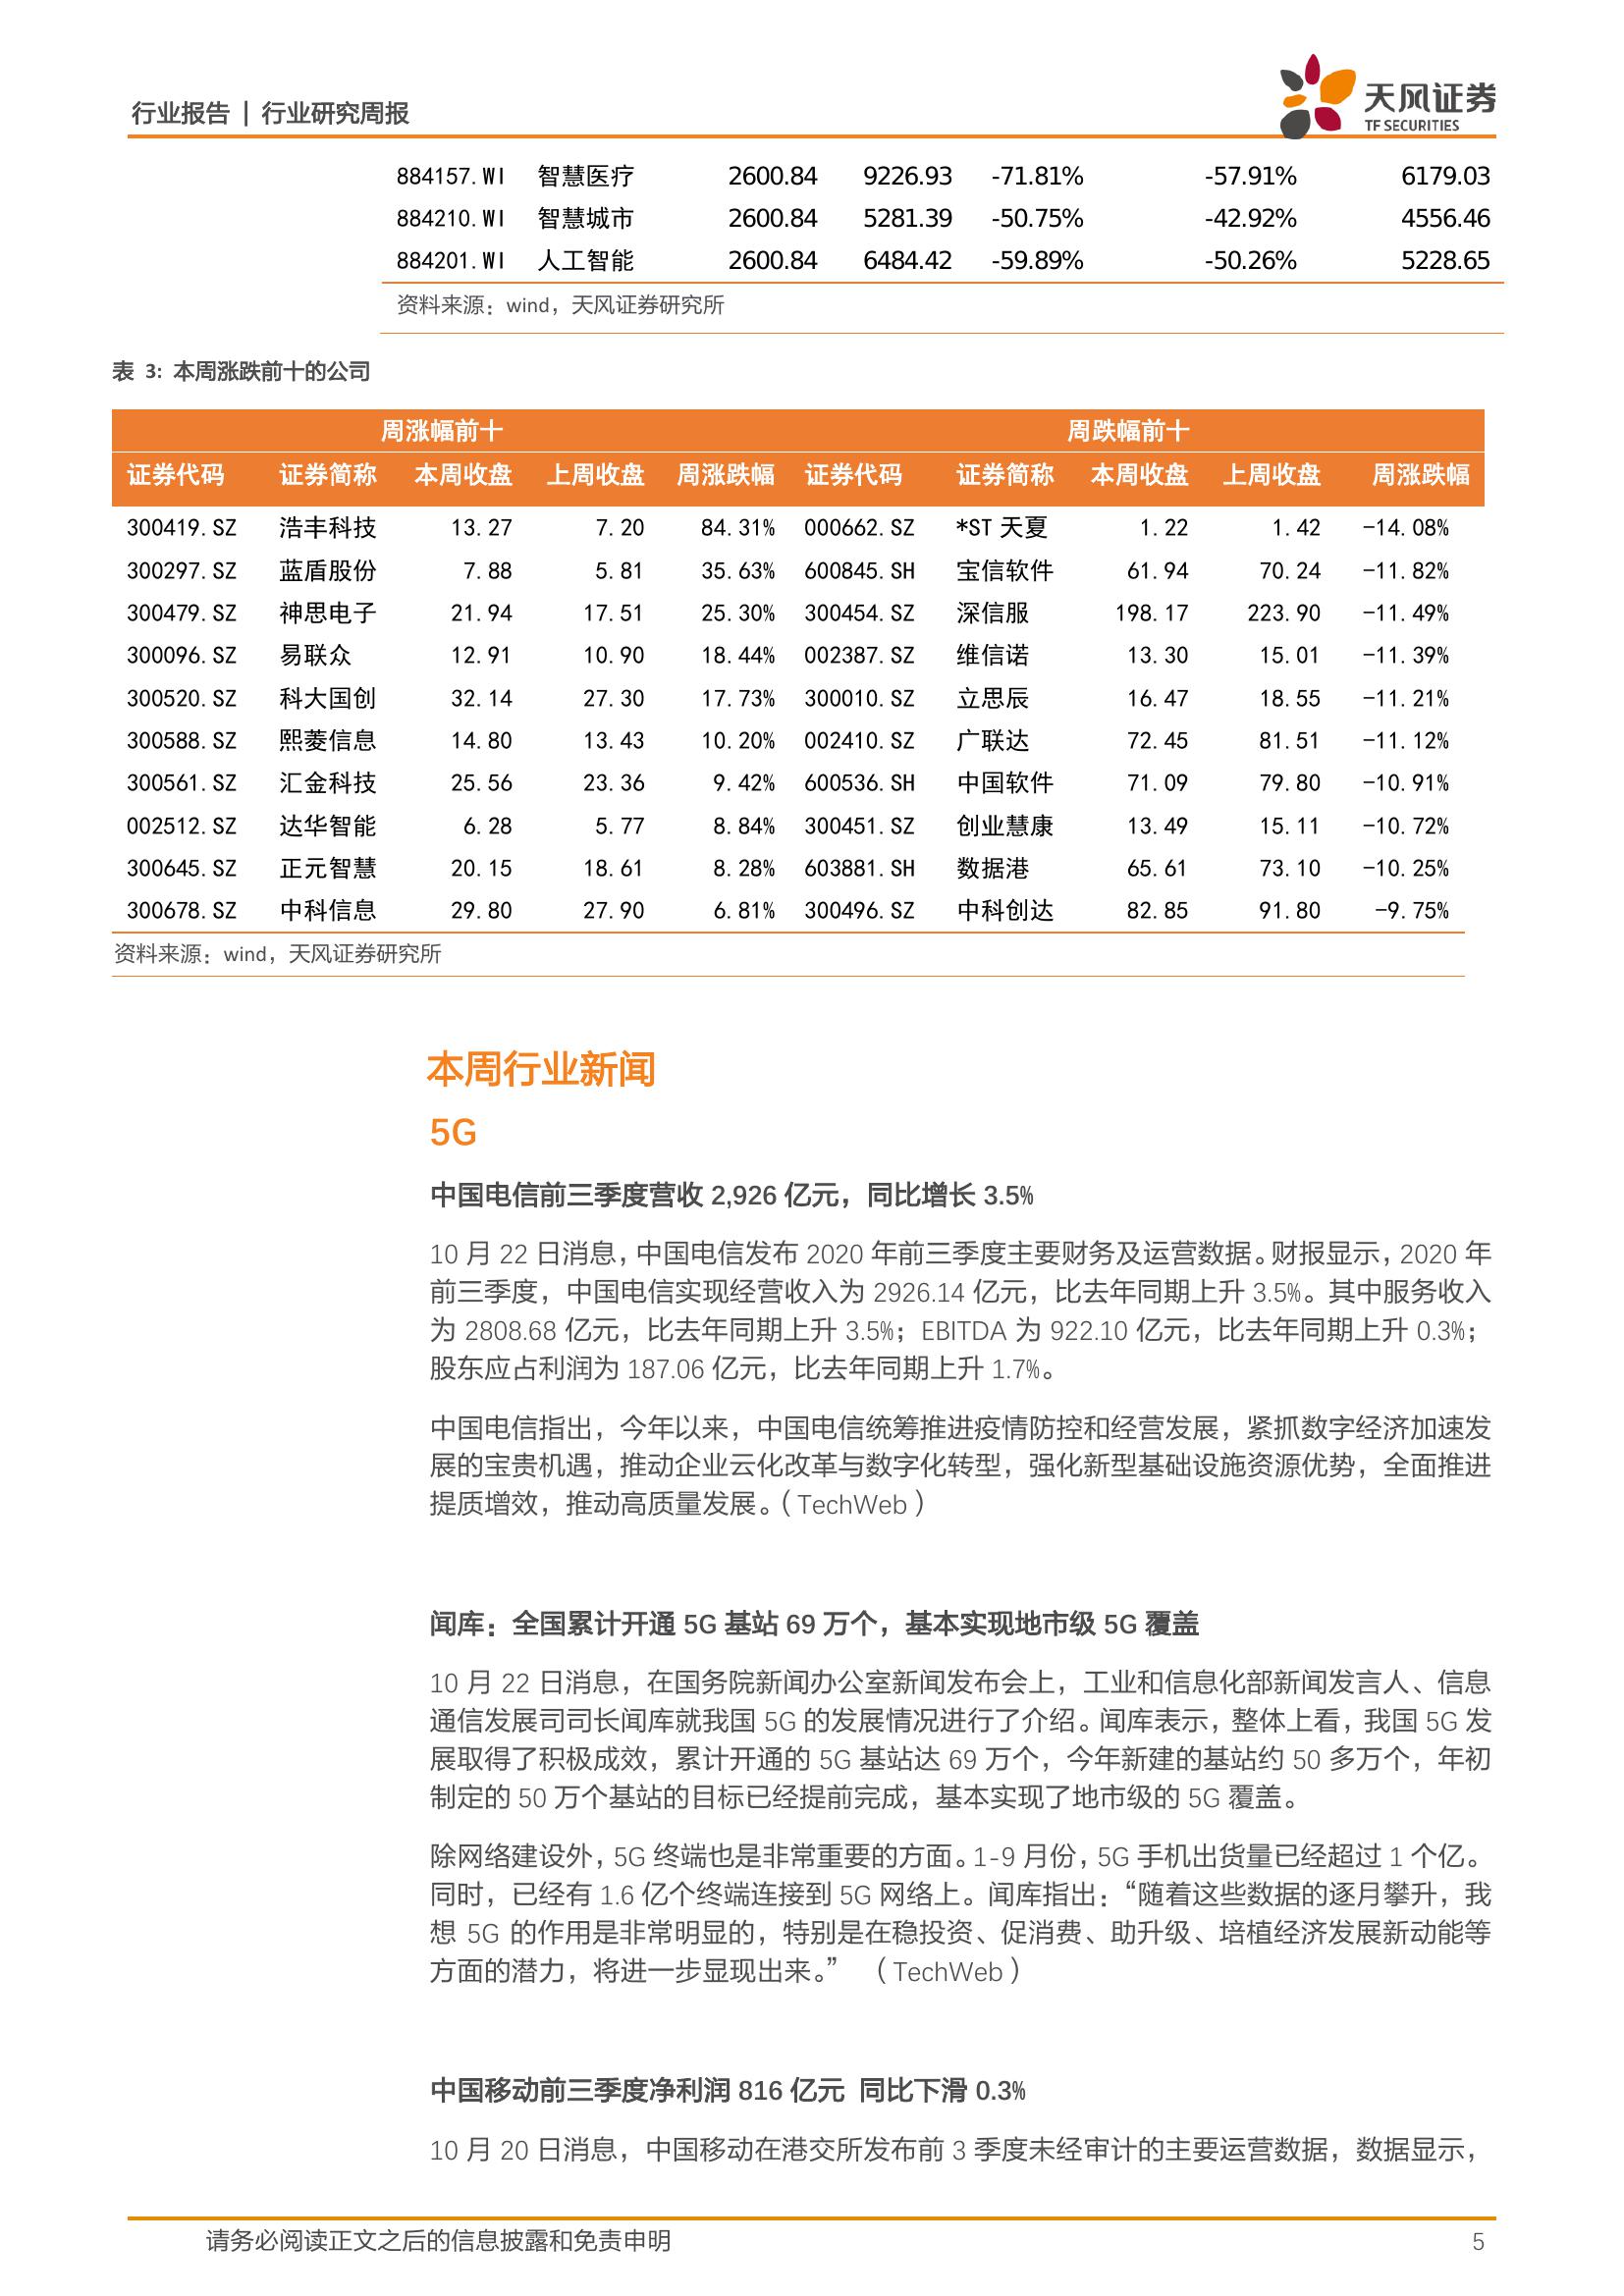 行业报告 | 行业研究周报
天风证券
TF SECURITIES
884157.WI 智慧医疗 2600.84 9226.93 -71.81% -57.91% 6179.03
884210.WI 智慧城市 2600.84 5281.39 -50.75% -42.92% 4556.46
884201.WI 人工智能 2600.84 6484.42 -59.89% -50.26% 5228.65
资料来源：wind，天风证券研究所
表 3: 本周涨跌前十的公司
周涨幅前十 周跌幅前十
证券代码 证券简称 本周收盘 上周收盘 周涨跌幅 证券代码 证券简称 本周收盘 上周收盘 周涨跌幅
300419.SZ 浩丰科技 13.27 7.20 84.31% 000662.SZ *ST 天夏 1.22 1.42 -14.08%
300297.SZ 蓝盾股份 7.88 5.81 35.63% 600845.SH 宝信软件 61.94 70.24 -11.82%
300479.SZ 神思电子 21.94 17.51 25.30% 300454.SZ 深信服 198.17 223.90 -11.49%
300096.SZ 易联众 12.91 10.90 18.44% 002387.SZ 维信诺 13.30 15.01 -11.39%
300520.SZ 科大国创 32.14 27.30 17.73% 300010.SZ 立思辰 16.47 18.55 -11.21%
300588.SZ 熙菱信息 14.80 13.43 10.20% 002410.SZ 广联达 72.45 81.51 -11.12%
300561.SZ 汇金科技 25.56 23.36 9.42% 600536.SH 中国软件 71.09 79.80 -10.91%
002512.SZ 达华智能 6.28 5.77 8.84% 300451.SZ 创业慧康 13.49 15.11 -10.72%
300645.SZ 正元智慧 20.15 18.61 8.28% 603881.SH 数据港 65.61 73.10 -10.25%
300678.SZ 中科信息 29.80 27.90 6.81% 300496.SZ 中科创达 82.85 91.80 -9.75%
资料来源：wind，天风证券研究所
本周行业新闻
5G
中国电信前三季度营收 2,926 亿元，同比增长 3.5%
10 月 22 日消息，中国电信发布 2020 年前三季度主要财务及运营数据。财报显示，2020 年
前三季度，中国电信实现经营收入为 2926.14 亿元，比去年同期上升 3.5%。其中服务收入
为 2808.68 亿元，比去年同期上升 3.5%；EBITDA 为 922.10 亿元，比去年同期上升 0.3%；
股东应占利润为 187.06 亿元，比去年同期上升 1.7%。
中国电信指出，今年以来，中国电信统筹推进疫情防控和经营发展，紧抓数字经济加速发
展的宝贵机遇，推动企业云化改革与数字化转型，强化新型基础设施资源优势，全面推进
提质增效，推动高质量发展。（TechWeb）
闻库：全国累计开通 5G 基站 69 万个，基本实现地市级 5G 覆盖
10 月 22 日消息，在国务院新闻办公室新闻发布会上，工业和信息化部新闻发言人、信息
通信发展司司长闻库就我国 5G 的发展情况进行了介绍。闻库表示，整体上看，我国 5G 发
展取得了积极成效，累计开通的 5G 基站达 69 万个，今年新建的基站约 50 多万个，年初
制定的 50 万个基站的目标已经提前完成，基本实现了地市级的 5G 覆盖。
除网络建设外，5G 终端也是非常重要的方面。1-9 月份，5G 手机出货量已经超过 1 个亿。
同时，已经有 1.6 亿个终端连接到 5G 网络上。闻库指出：“随着这些数据的逐月攀升，我
想 5G 的作用是非常明显的，特别是在稳投资、促消费、助升级、培植经济发展新动能等
方面的潜力，将进一步显现出来。” （TechWeb）
中国移动前三季度净利润 816 亿元 同比下滑 0.3%
10 月 20 日消息，中国移动在港交所发布前 3 季度未经审计的主要运营数据，数据显示，
请务必阅读正文之后的信息披露和免责申明 5